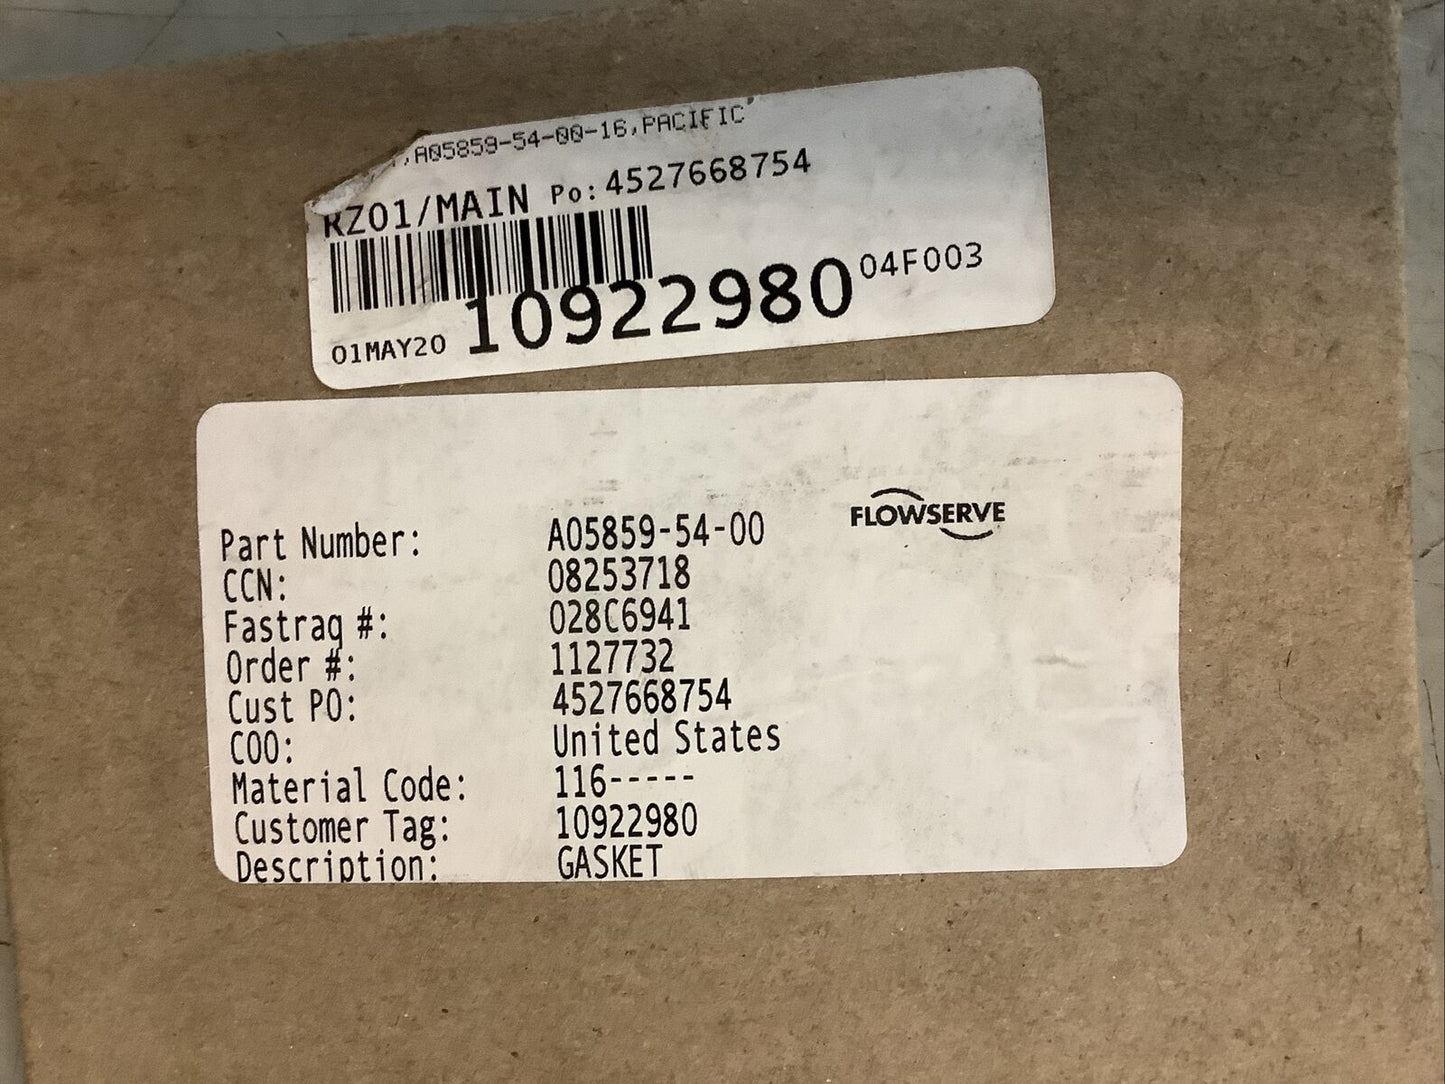 ,A05859-54-00-16,PACIFIC
RZ01/MAIN Po:4527668754
10922980 04F003
01MAY20
FLOWSERVE
Part Number: A05859-54-00
CCN: 08253718
Fastraq #: 028C6941
Order #: 1127732
Cust PO: 4527668754
COO: United States
Material Code: 116-----
Customer Tag: 10922980
Description: GASKET